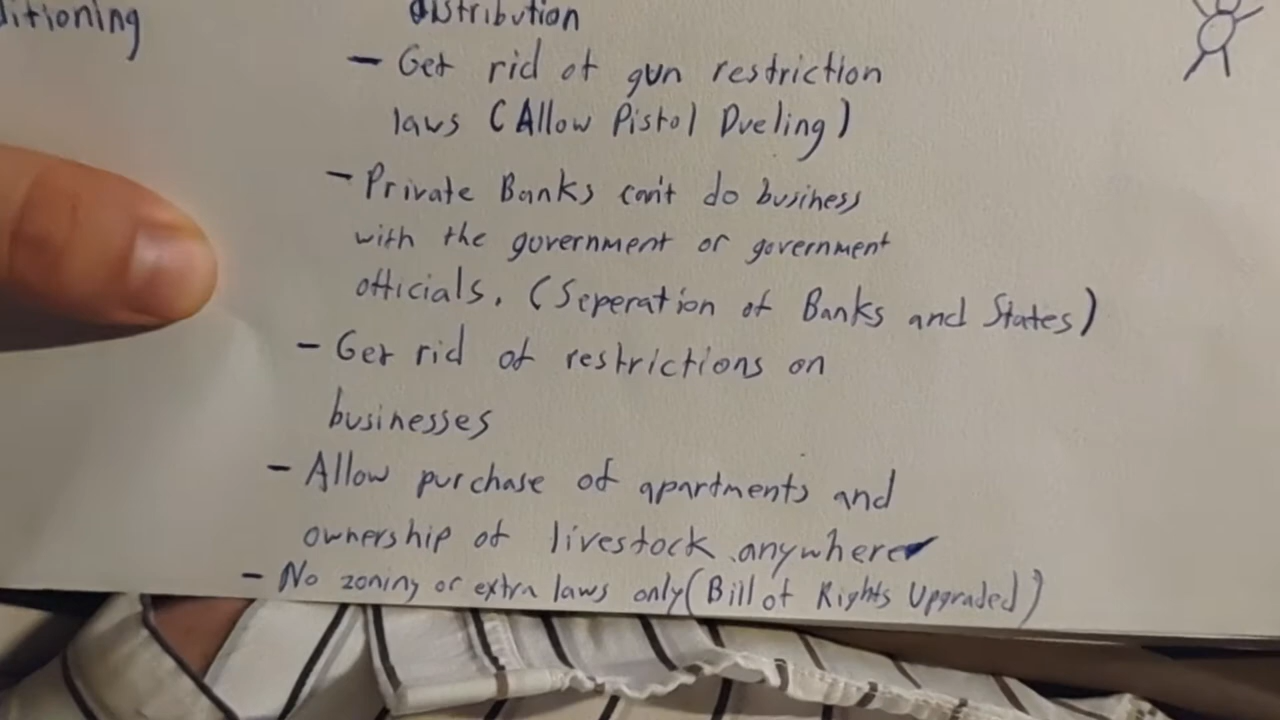 ditioning
distribution
- Get rid of gun restriction
laws (Allow Pistol Dueling)
- Private Banks can't do business
with the government or government
officials. (Seperation of Banks and States)
- Get rid of restrictions on
businesses
- Allow purchase of apartments and
ownership of livestock anywhere
- No zoning or extra laws only (Bill of Rights Upgraded)